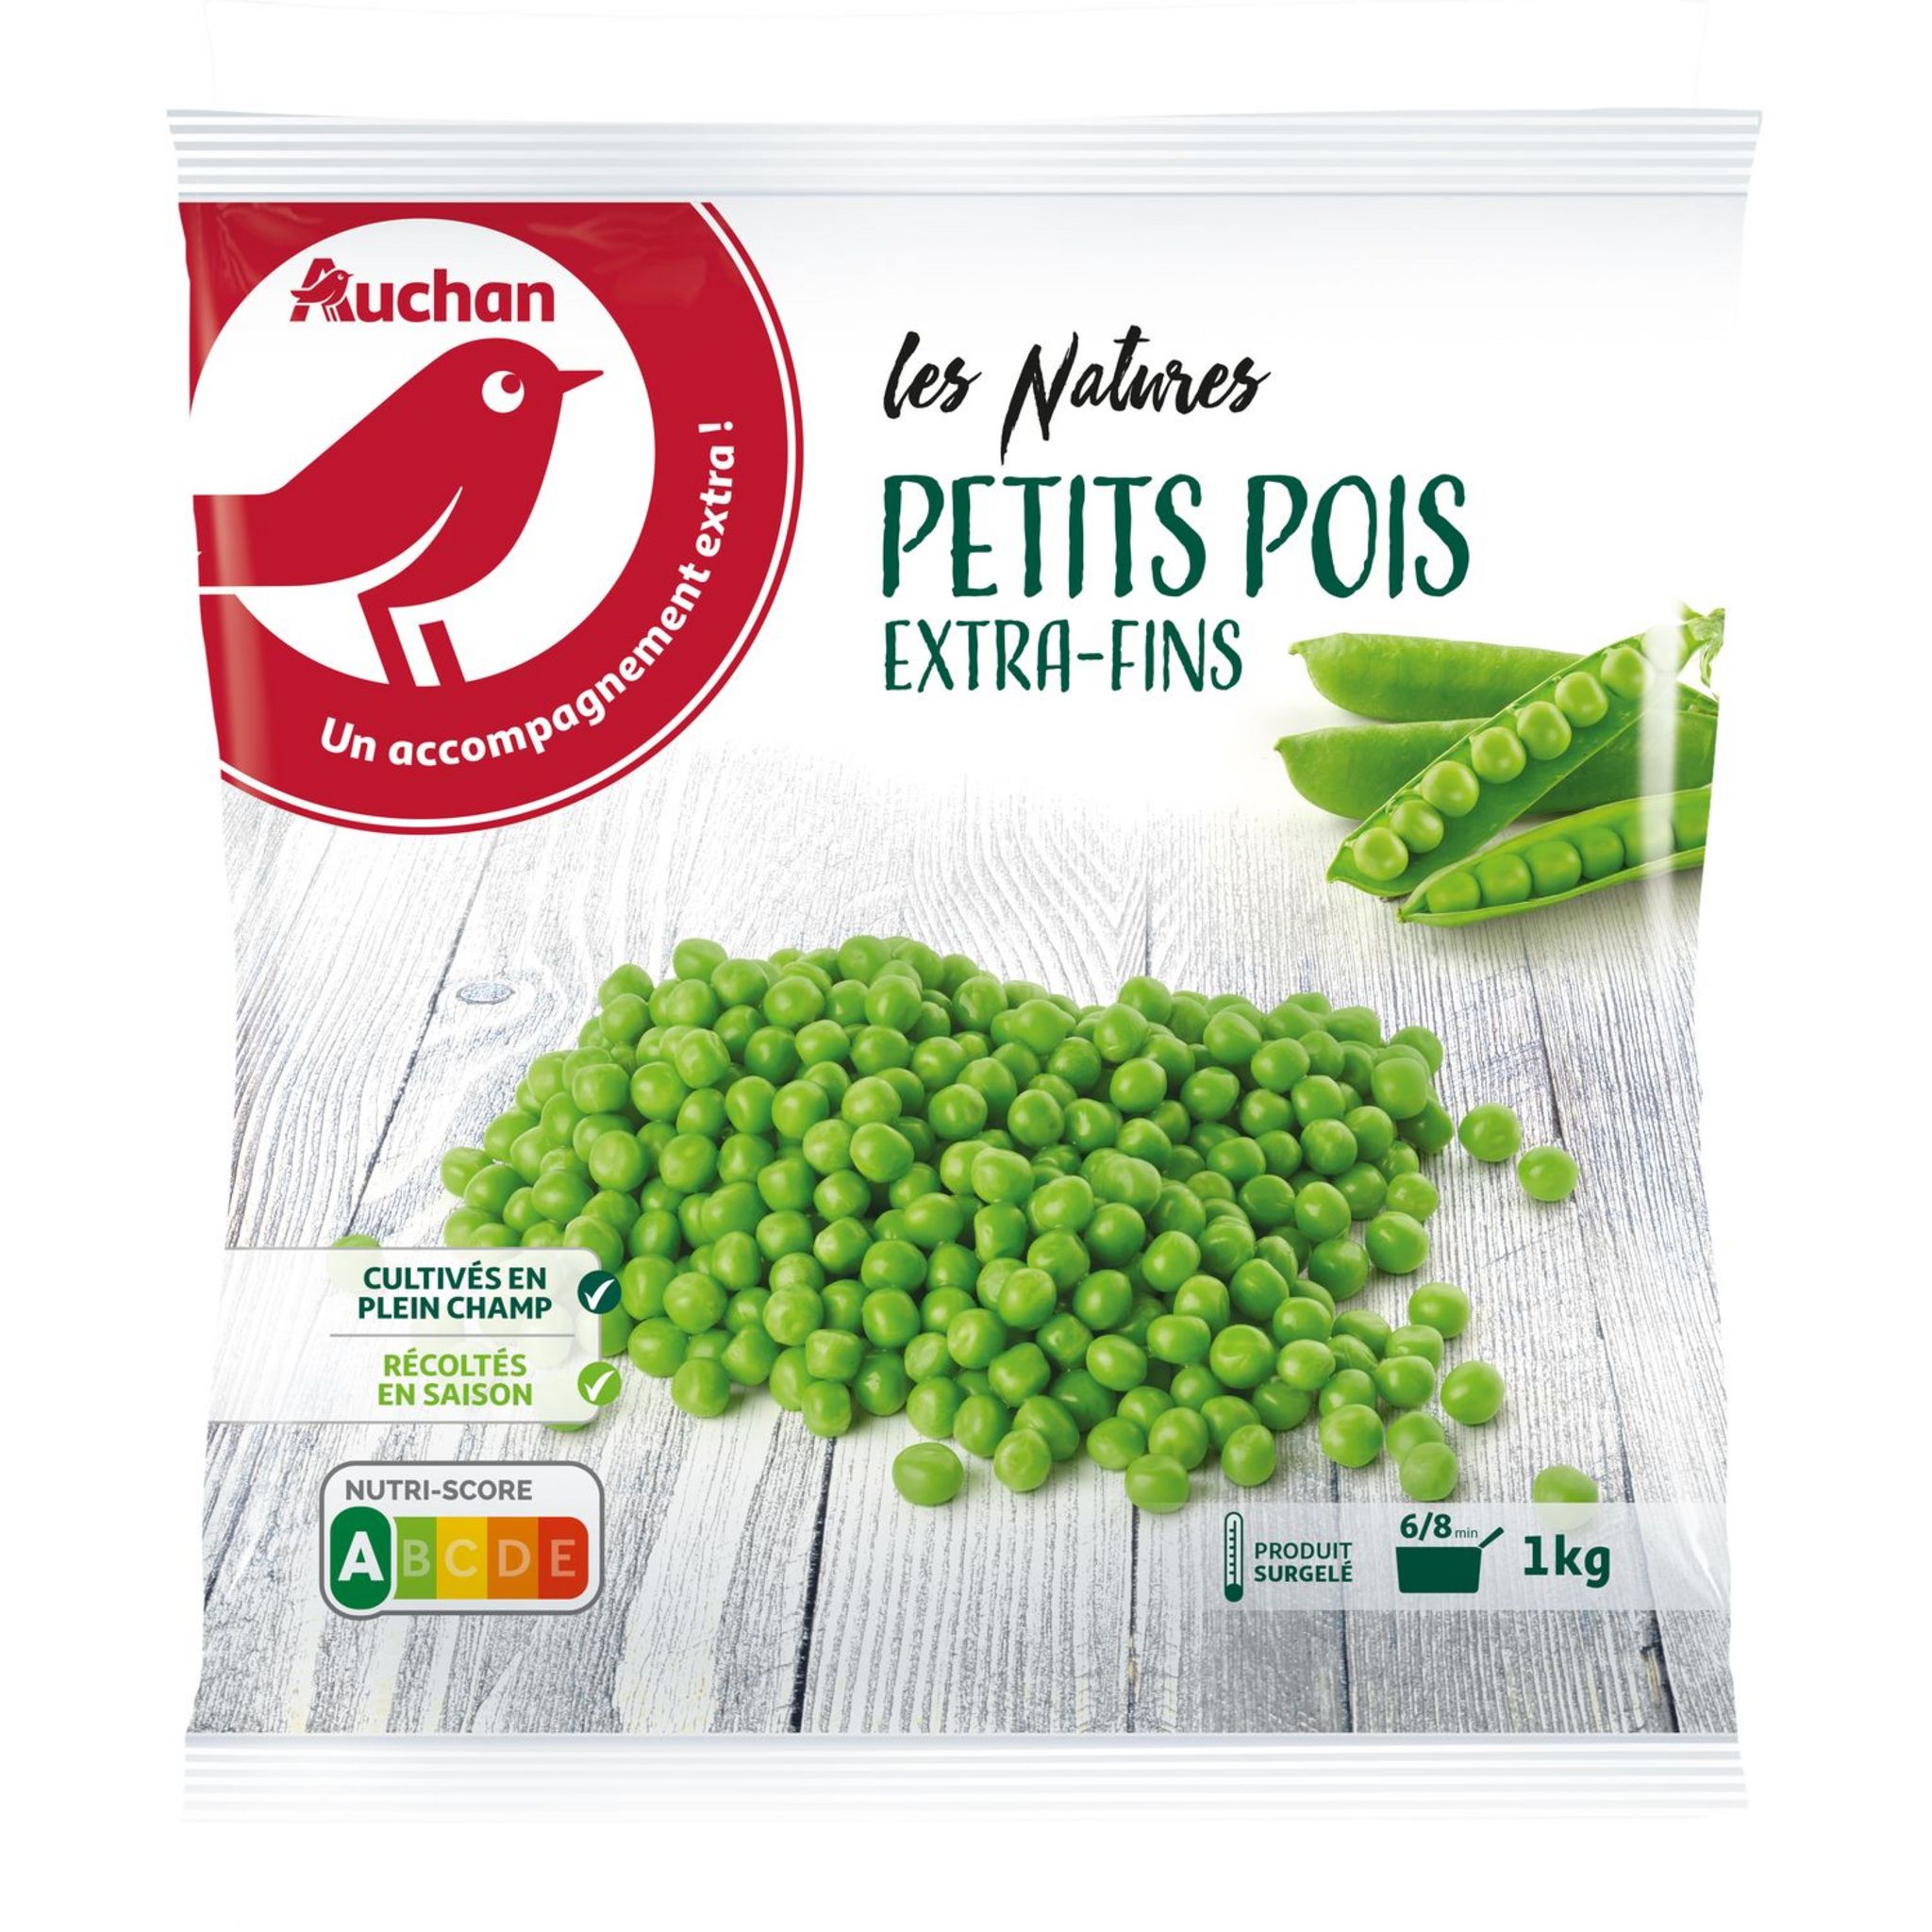 Auchan
Un accompagnement extra !
les Natures
PETITS POIS
EXTRA-FINS
CULTIVÉS EN
PLEIN CHAMP
RÉCOLTÉS
EN SAISON
NUTRI-SCORE
A B C D E
PRODUIT
SURGELÉ
6/8 min
1kg